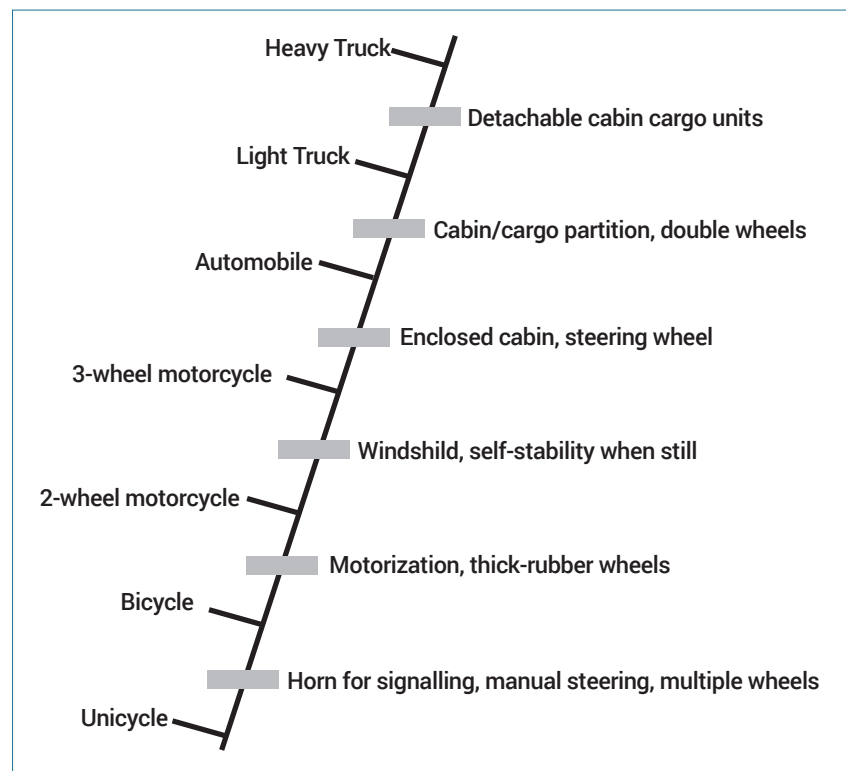 Heavy Truck
Detachable cabin cargo units
Light Truck
Cabin/cargo partition, double wheels
Automobile
Enclosed cabin, steering wheel
3-wheel motorcycle
Windshild, self-stability when still
2-wheel motorcycle
Motorization, thick-rubber wheels
Bicycle
Horn for signalling, manual steering, multiple wheels
Unicycle